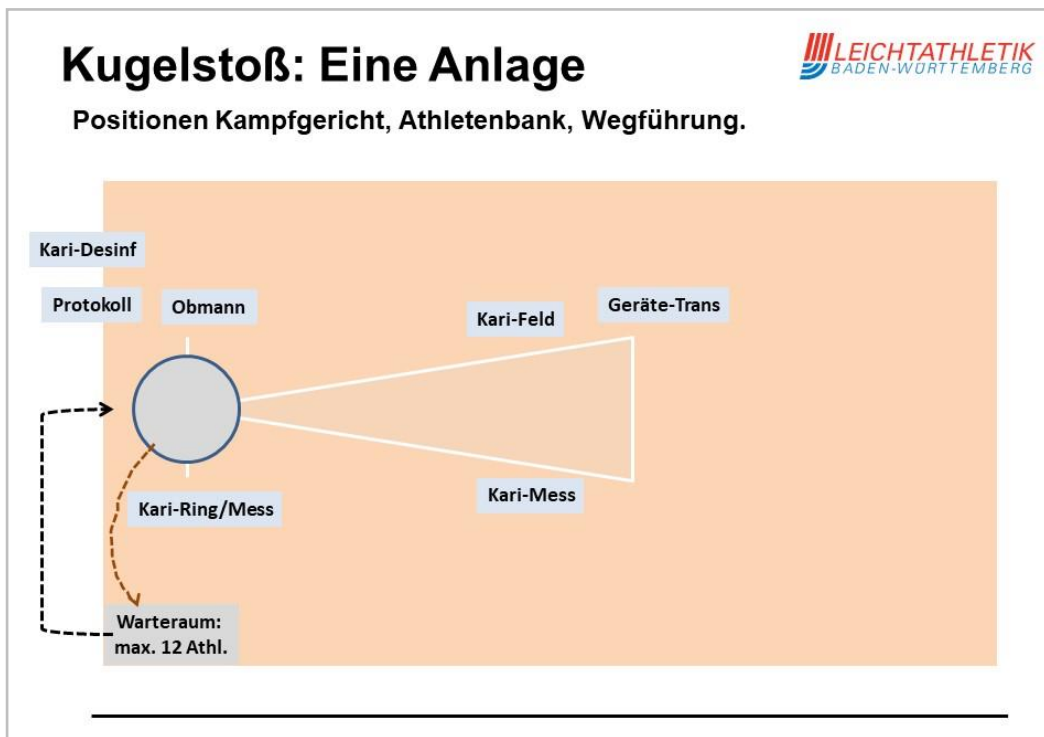 Kugelstoß: Eine Anlage
LEICHTATHLETIK
BADEN-WÜRTTEMBERG
Positionen Kampfgericht, Athletenbank, Wegführung.
Kari-Desinf
Protokoll
Obmann
Kari-Feld
Geräte-Trans
Kari-Ring/Mess
Kari-Mess
Warteraum:
max. 12 Athl.